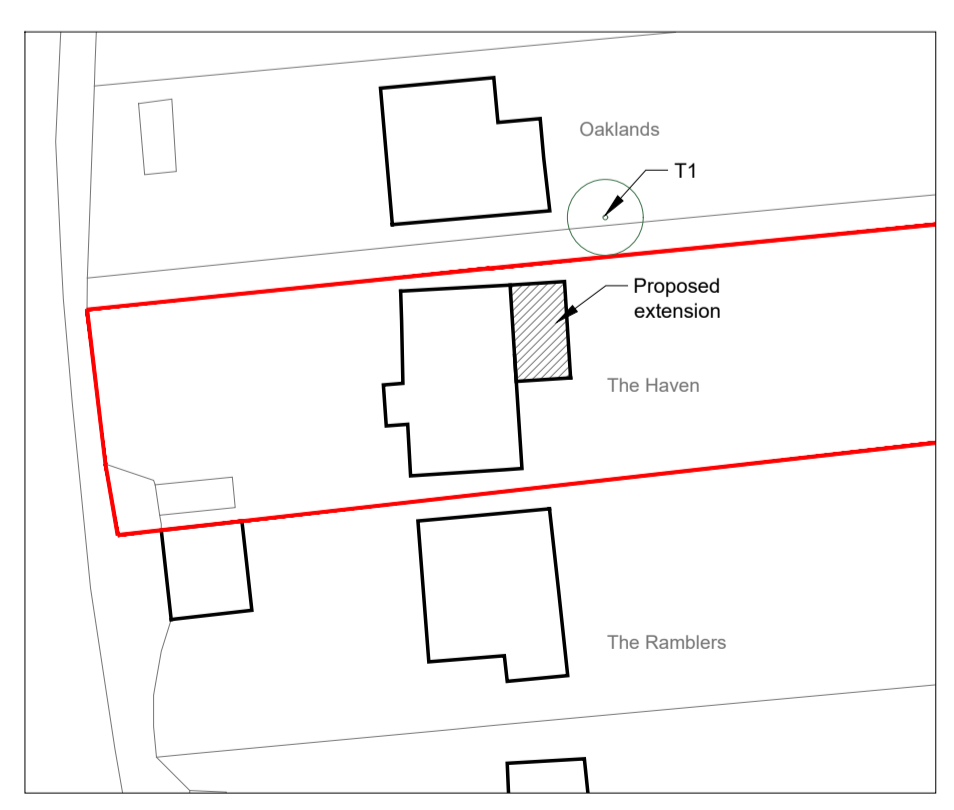 Oaklands
T1
Proposed
extension
The Haven
The Ramblers